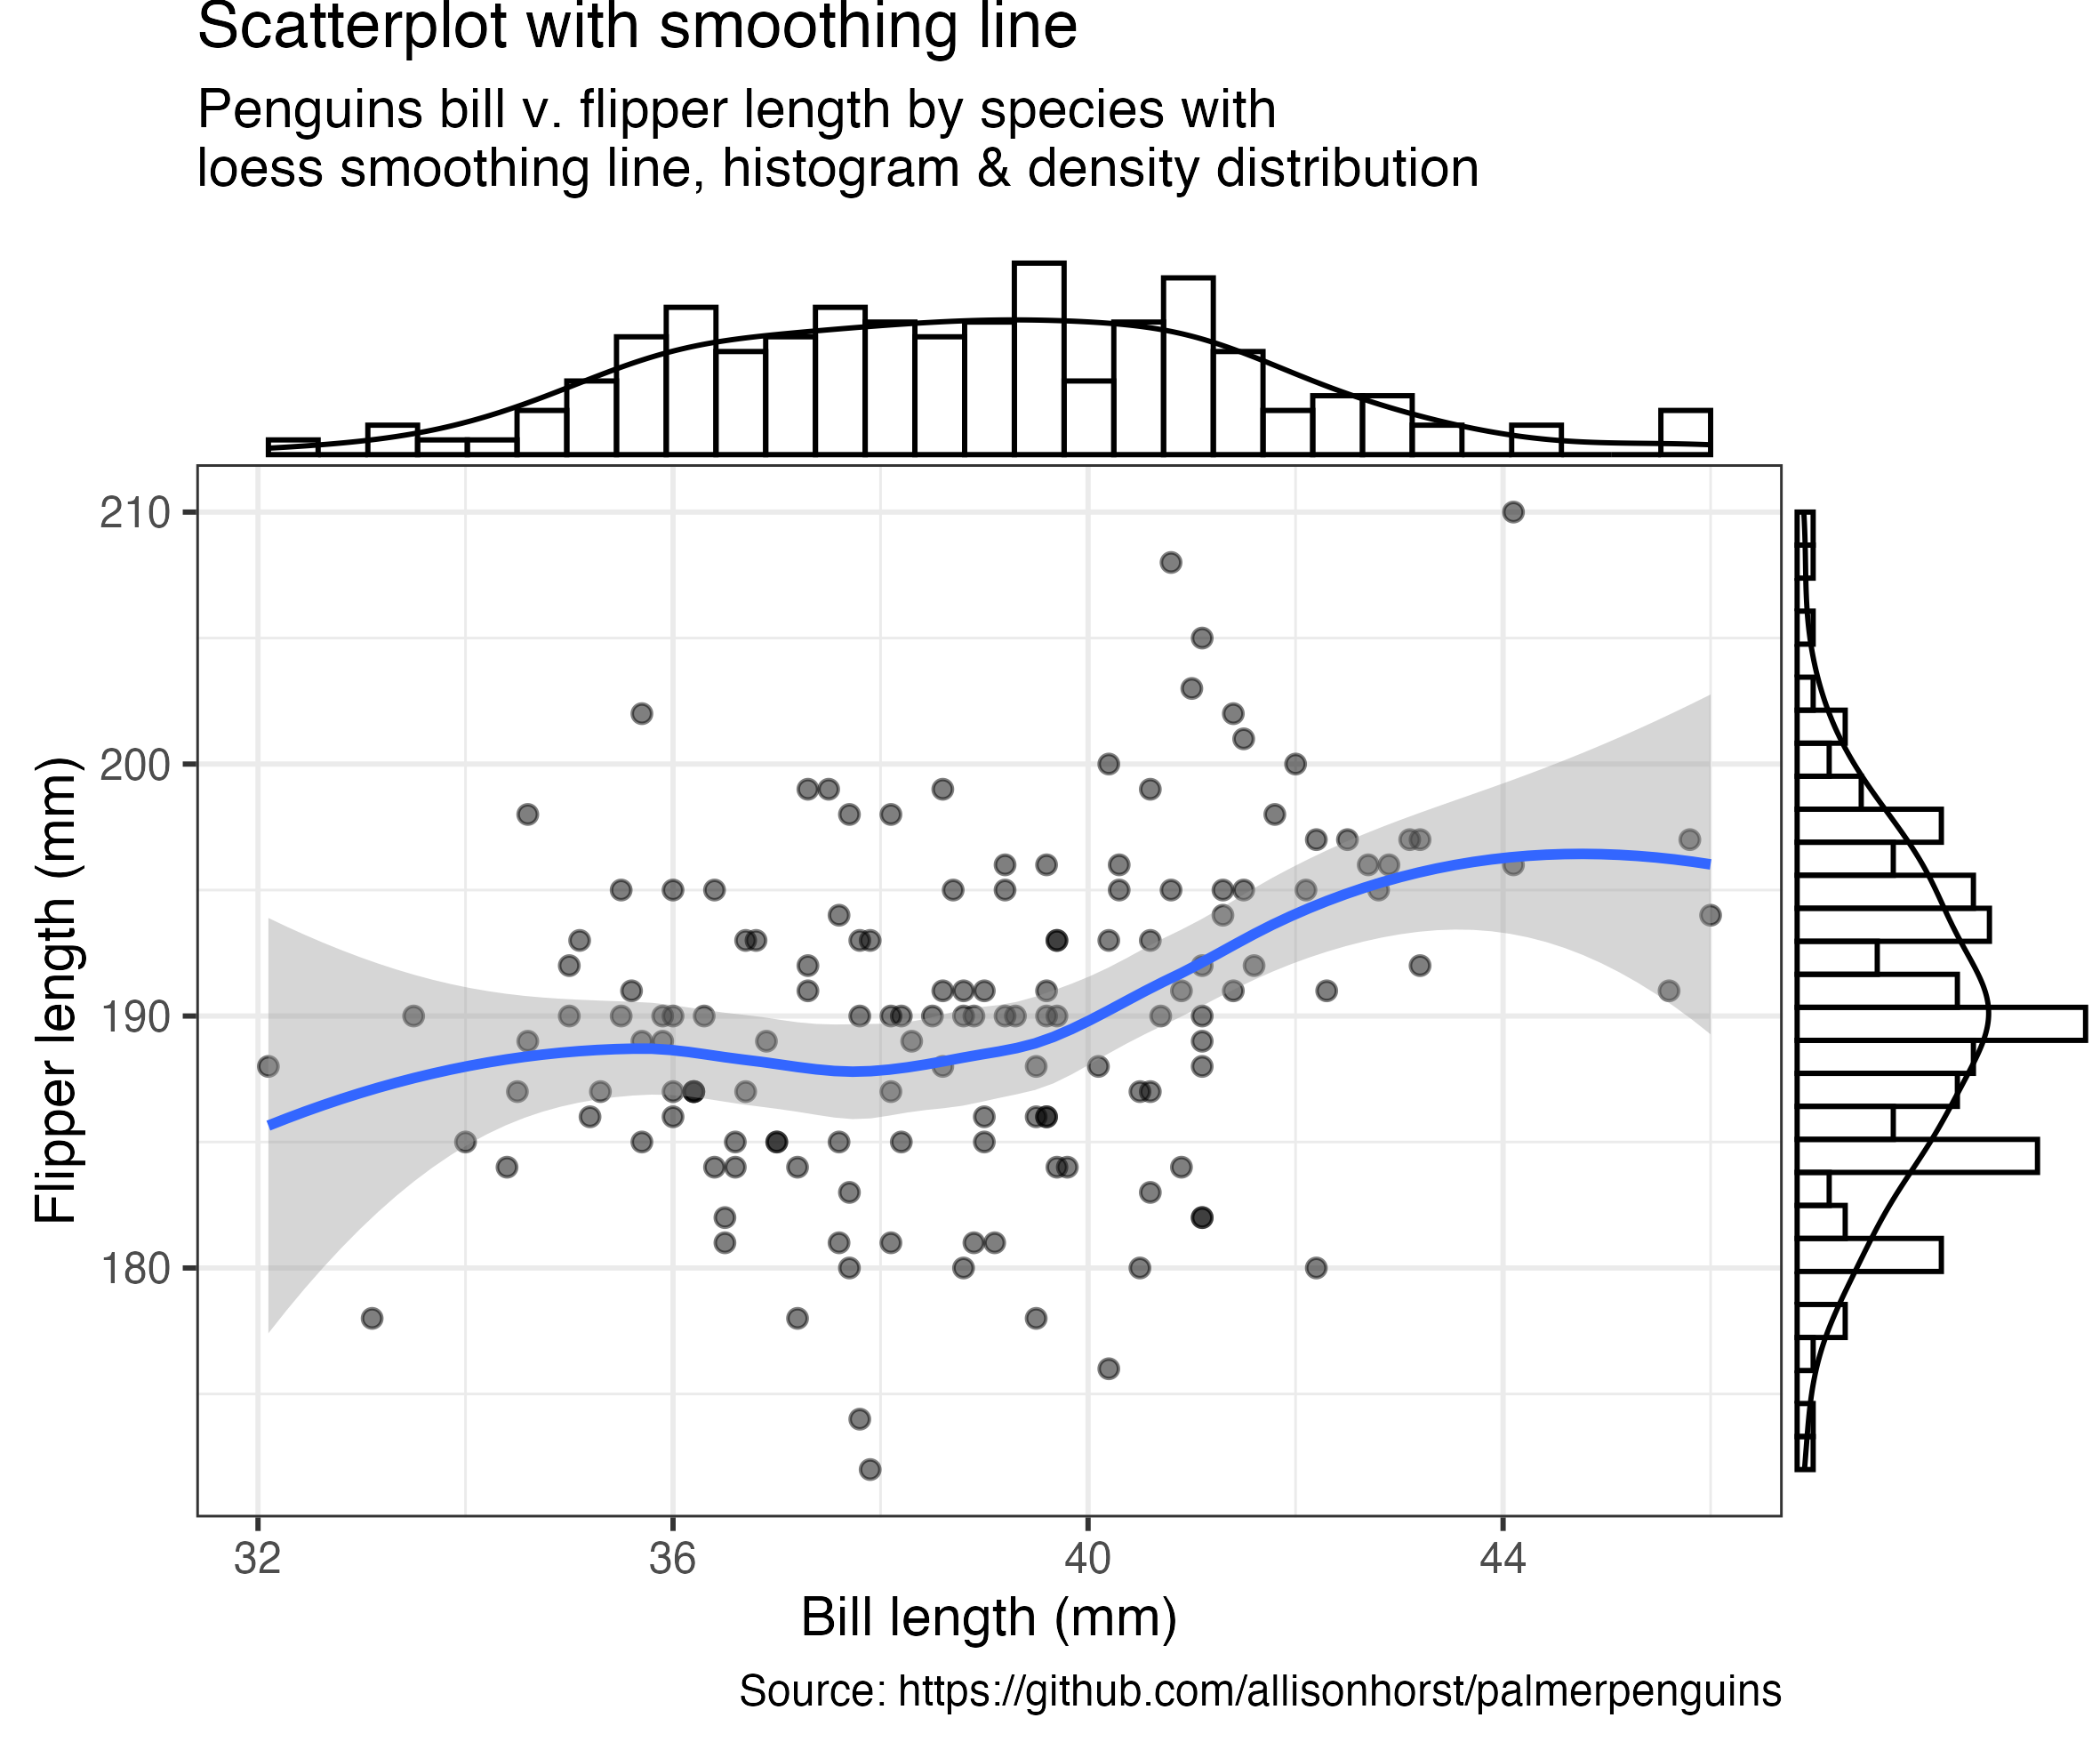 Scatterplot with smoothing line
Penguins bill v. flipper length by species with
loess smoothing line, histogram & density distribution
210
200
190
180
Flipper length (mm)
32 36 40 44
Bill length (mm)
Source: https://github.com/allisonhorst/palmerpenguins